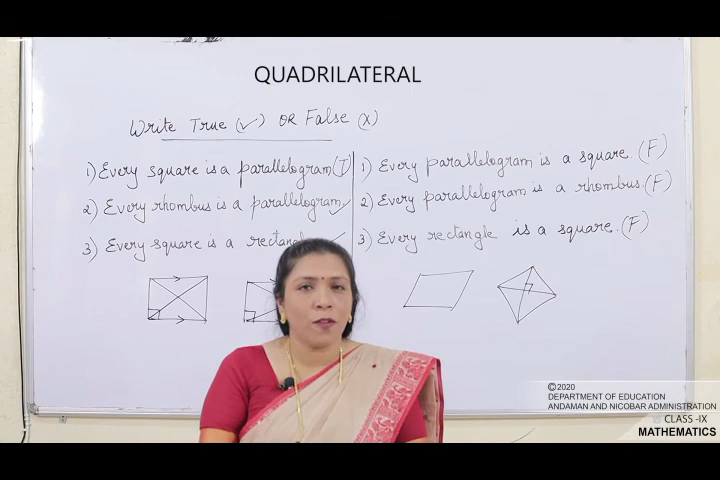 QUADRILATERAL
Write True (✓) OR False (X)
1) Every square is a parallelogram (T)
2) Every rhombus is a parallelogram ✓
3) Every square is a rectangle ✓
1) Every parallelogram is a square. (F)
2) Every parallelogram is a rhombus. (F)
3) Every rectangle is a square. (F)
©2020
DEPARTMENT OF EDUCATION
ANDAMAN AND NICOBAR ADMINISTRATION
CLASS -IX
MATHEMATICS